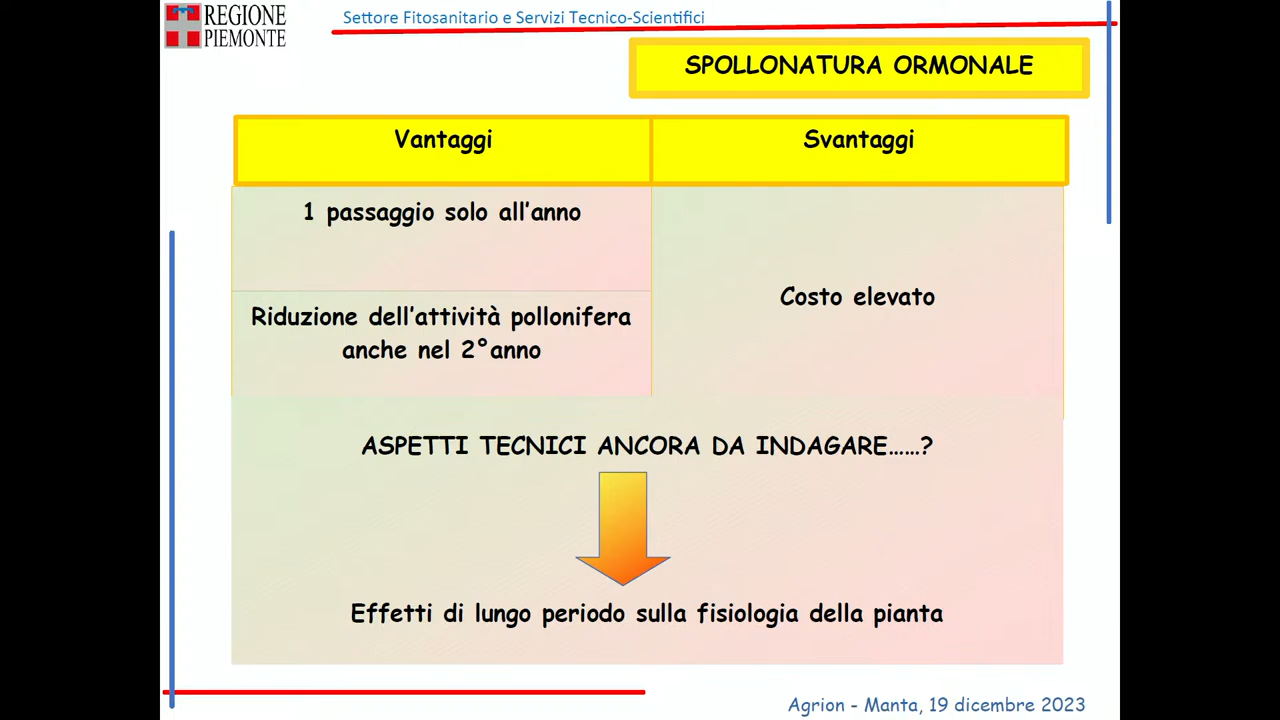 REGIONE
PIEMONTE
Settore Fitosanitario e Servizi Tecnico-Scientifici
SPOLLONATURA ORMONALE
Vantaggi
Svantaggi
1 passaggio solo all'anno
Costo elevato
Riduzione dell'attività pollonifera
anche nel 2°anno
ASPETTI TECNICI ANCORA DA INDAGARE……?
Effetti di lungo periodo sulla fisiologia della pianta
Agrion - Manta, 19 dicembre 2023